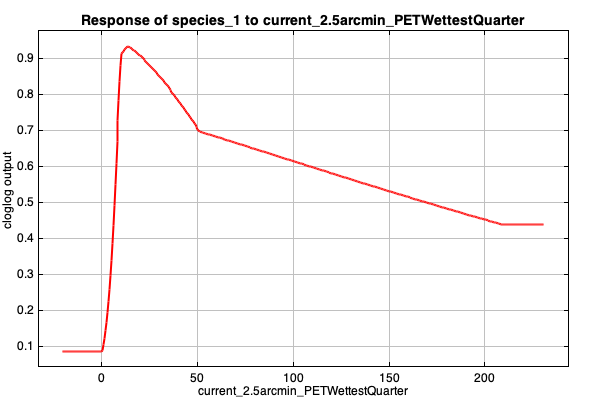 Response of species_1 to current_2.5arcmin_PETWettestQuarter
cloglog output
0.9
0.8
0.7
0.6
0.5
0.4
0.3
0.2
0.1
0 50 100 150 200
current_2.5arcmin_PETWettestQuarter